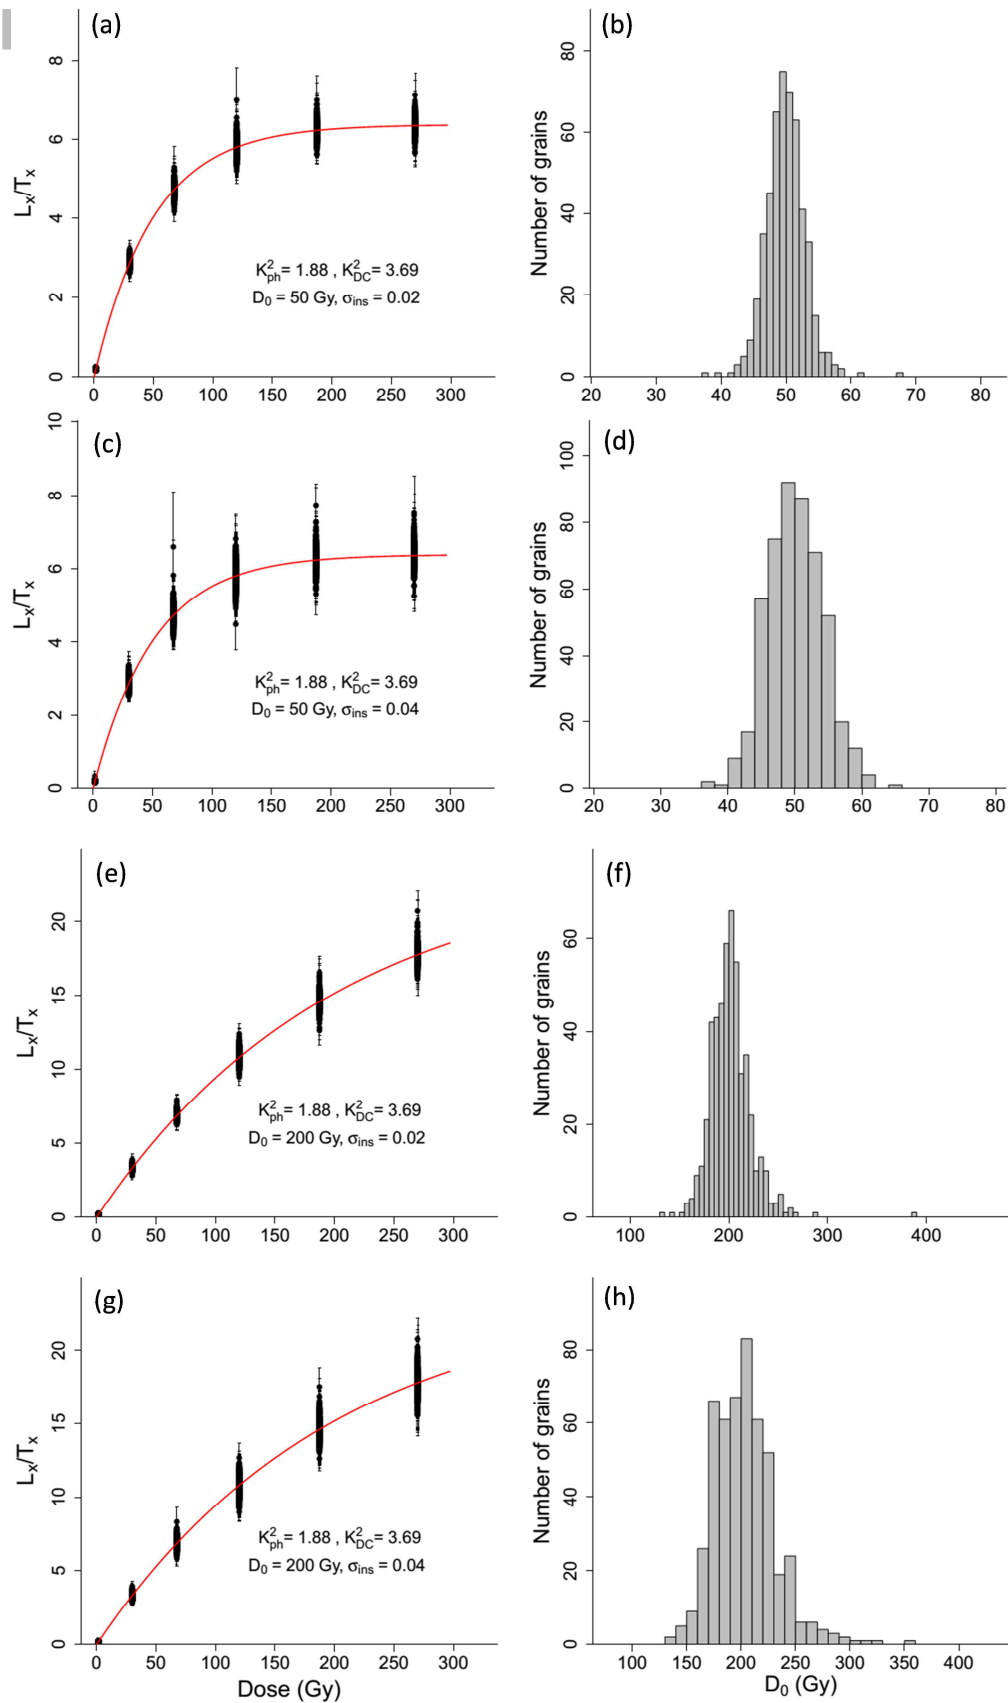 (a)
8
6
4
2
0
Lx/Tx
K²ph= 1.88 , K²DC= 3.69
D₀ = 50 Gy, σins = 0.02
0 50 100 150 200 250 300
(b)
80
60
40
20
0
Number of grains
20 30 40 50 60 70 80
(c)
10
8
6
4
2
0
Lx/Tx
K²ph= 1.88 , K²DC= 3.69
D₀ = 50 Gy, σins = 0.04
0 50 100 150 200 250 300
(d)
100
80
60
40
20
0
Number of grains
20 30 40 50 60 70 80
(e)
20
15
10
5
0
Lx/Tx
K²ph= 1.88 , K²DC= 3.69
D₀ = 200 Gy, σins = 0.02
0 50 100 150 200 250 300
(f)
60
40
20
0
Number of grains
100 200 300 400
(g)
20
15
10
5
0
Lx/Tx
K²ph= 1.88 , K²DC= 3.69
D₀ = 200 Gy, σins = 0.04
0 50 100 150 200 250 300
Dose (Gy)
(h)
80
60
40
20
0
Number of grains
100 150 200 250 300 350 400
D₀ (Gy)